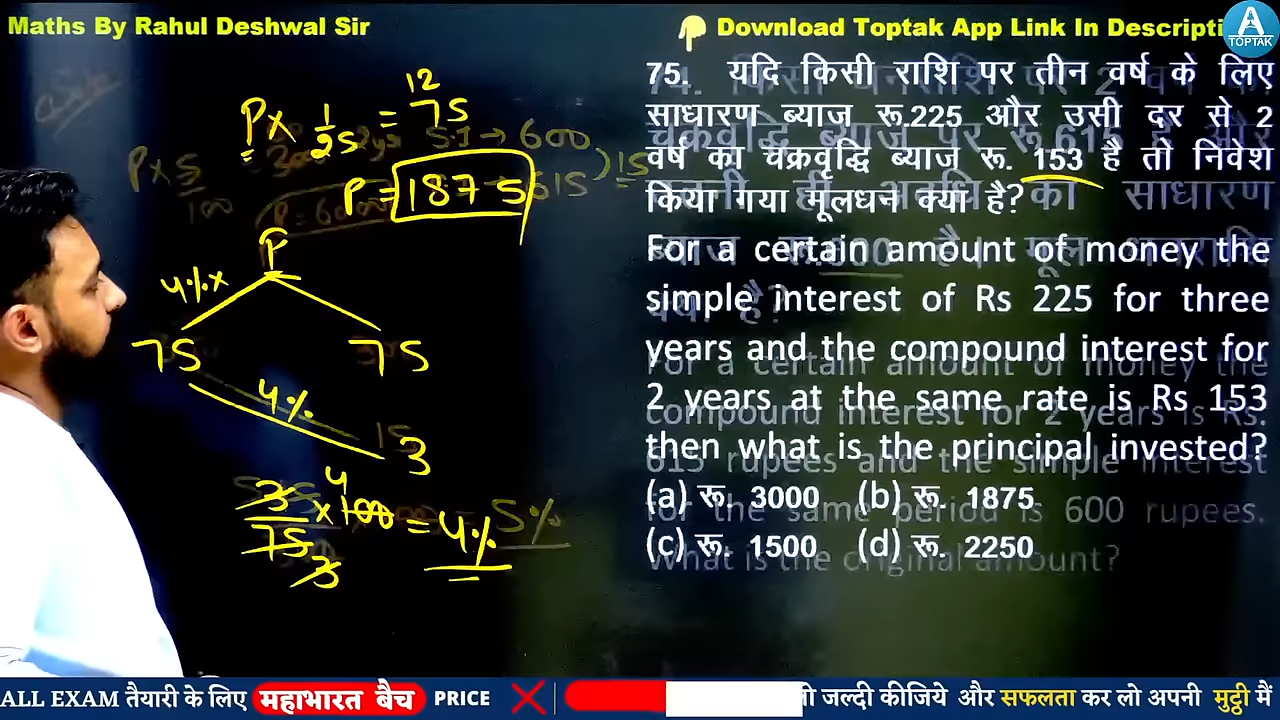 Maths By Rahul Deshwal Sir
Download Toptak App Link In Descripti
TOPTAK
75. यदि किसी राशि पर तीन वर्ष के लिए
साधारण ब्याज रू.225 और उसी दर से 2
वर्ष का चक्रवृद्धि ब्याज रू. 153 है तो निवेश
किया गया मूलधन क्या है?
For a certain amount of money the
simple interest of Rs 225 for three
years and the compound interest for
2 years at the same rate is Rs 153
then what is the principal invested?
(a) रू. 3000 (b) रू. 1875
(c) रू. 1500 (d) रू. 2250
12
P× 1/25 = 75
P = 1875
P
4%×
75 75
4%
3
4
3/75 × 100 = 4%
3
ALL EXAM तैयारी के लिए महाभारत बैच PRICE
ी जल्दी कीजिये और सफलता कर लो अपनी मुट्ठी में